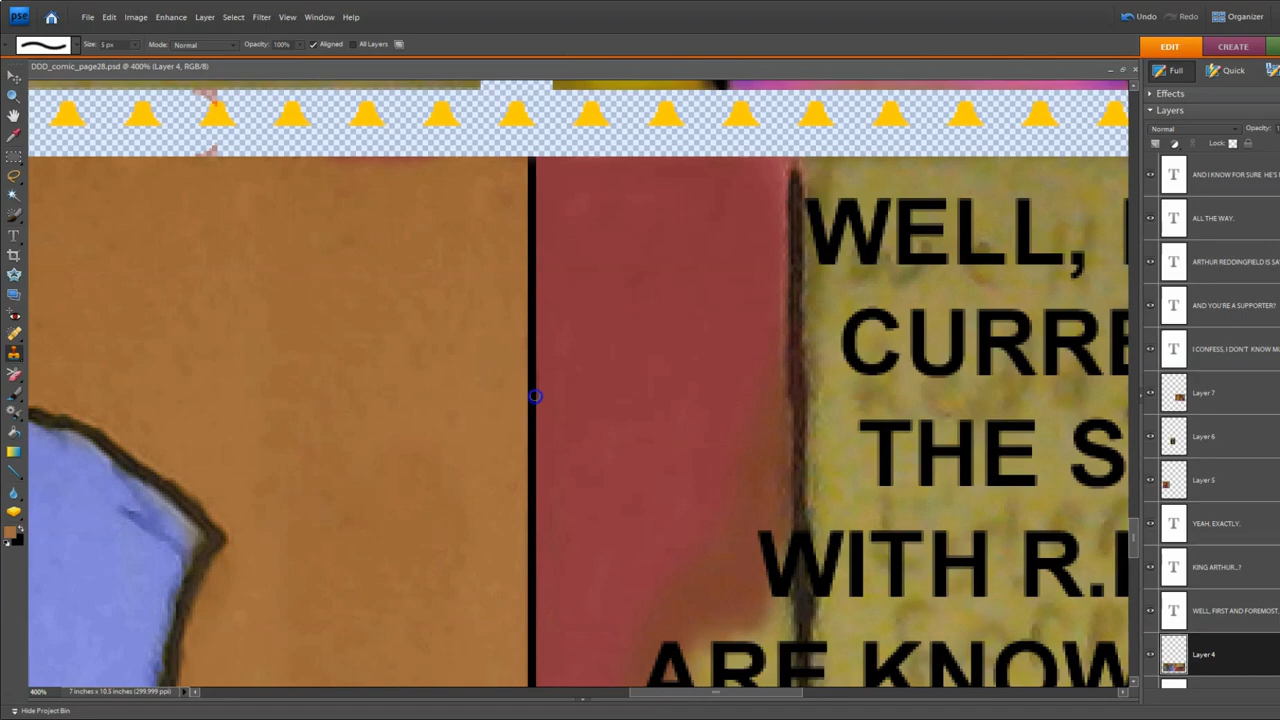 pse File Edit Image Enhance Layer Select Filter View Window Help Undo Redo Organizer
Size: 5 px Mode: Normal Opacity: 100% Aligned All Layers
EDIT CREATE
DDD_comic_page28.psd @ 400% (Layer 4, RGB/8)
Full Quick
Effects
Layers
Normal Opacity: 1
Lock:
AND I KNOW FOR SURE HE'S
ALL THE WAY.
ARTHUR REDDINGFIELD IS SA
AND YOU'RE A SUPPORTER?
I CONFESS, I DON'T KNOW M
Layer 7
Layer 6
Layer 5
YEAH, EXACTLY.
KING ARTHUR...?
WELL, FIRST AND FOREMOST,
Layer 4
WELL,
CURRE
THE S
WITH R.
ARE KNOW
400% 7 inches x 10.5 inches (299.999 ppi)
Hide Project Bin